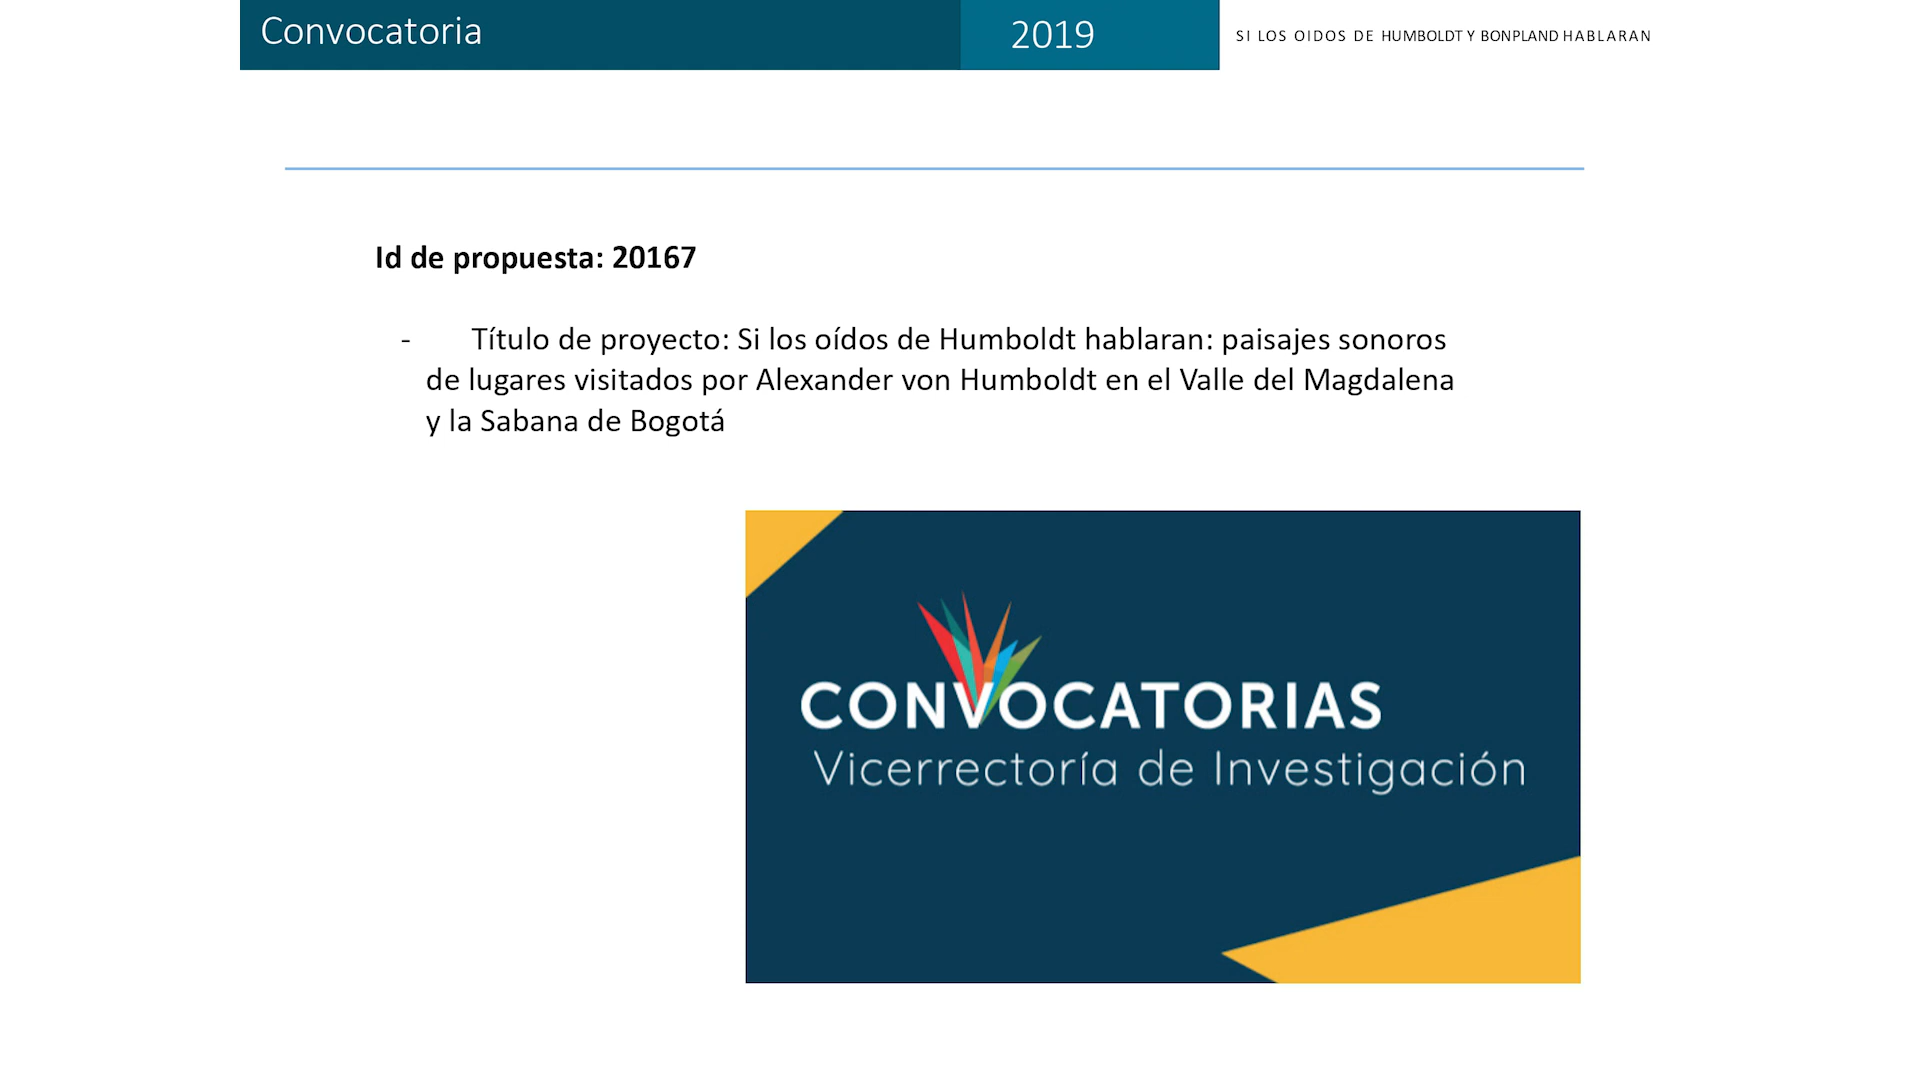 Convocatoria
2019
SI LOS OIDOS DE HUMBOLDT Y BONPLAND HABLARAN
Id de propuesta: 20167
- Título de proyecto: Si los oídos de Humboldt hablaran: paisajes sonoros
de lugares visitados por Alexander von Humboldt en el Valle del Magdalena
y la Sabana de Bogotá
CONVOCATORIAS
Vicerrectoría de Investigación